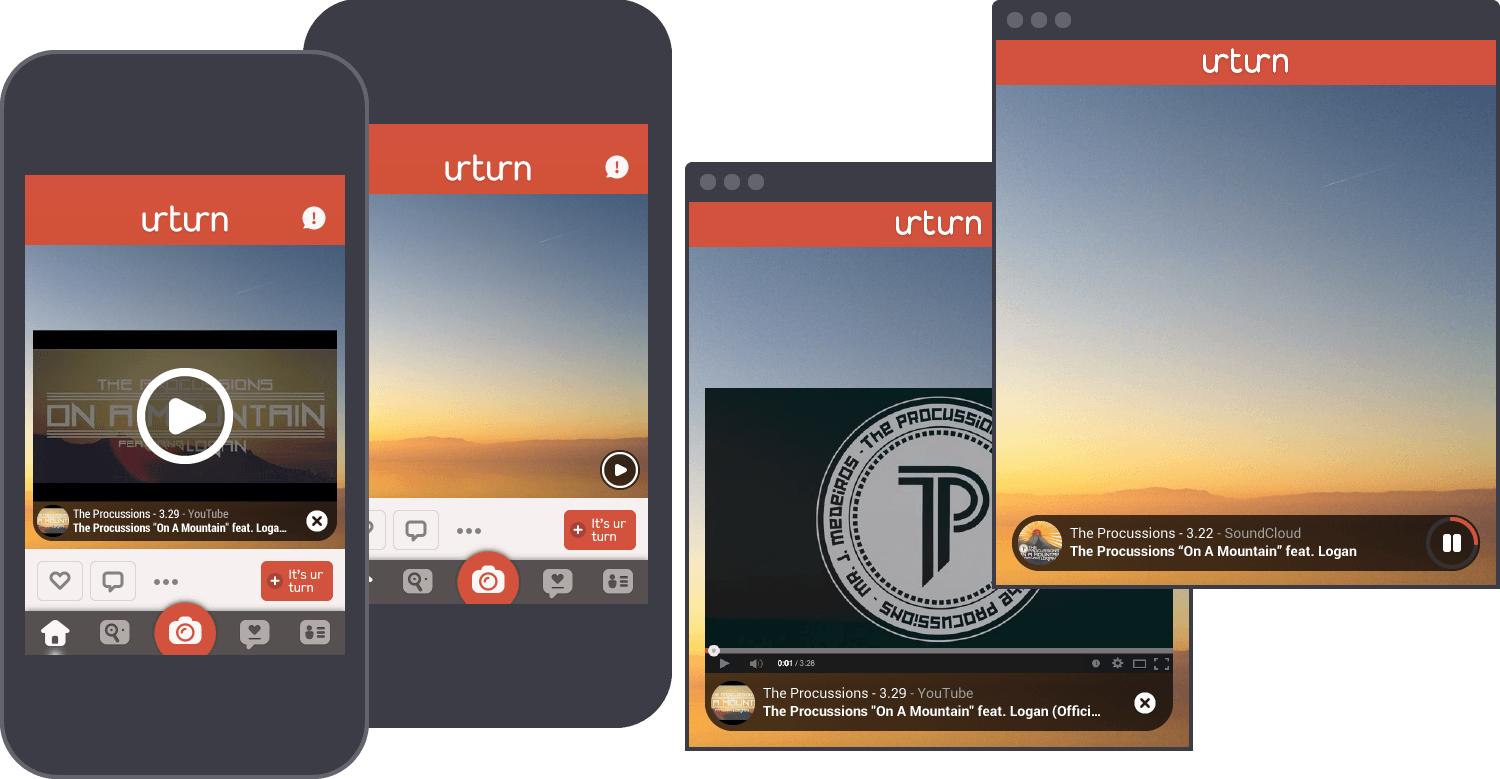 urturn
THE PROCUSSIONS
ON A MOUNTAIN
FEATURING LOGAN
The Procussions - 3.29 - YouTube
The Procussions "On A Mountain" feat. Loga...
It's ur
turn
urturn
It's ur
turn
urturn
THE PROCUSSIONS - MR J. MEDEIROS - THE PROCUSSIO
TP
0:01 / 3:28
The Procussions - 3.29 - YouTube
The Procussions "On A Mountain" feat. Logan (Offici...
urturn
The Procussions - 3.22 - SoundCloud
The Procussions “On A Mountain” feat. Logan